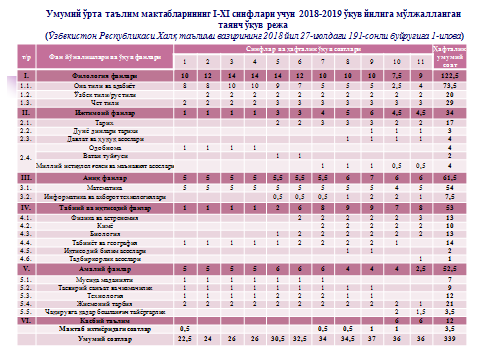 Умумий ўрта таълим мактабларининг I-XI синфлари учун 2018-2019 ўкув йилига мўлжалланган
таянч ўкув режа
(Ўзбекистон Республикаси Халқ таълими вазирининг 2018 йил 27-июлдаги 191-сонли буйруғига 1-илова)
т/р Фан йўналишлари ва ўкув фанлари Синфлар ва ҳафталик ўкув соатлари Ҳафталик умумий соат
1 2 3 4 5 6 7 8 9 10 11
I. Филология фанлари 10 12 14 14 14 12 10 10 10 7,5 9 122,5
1.1. Она тили ва адабиёт 8 8 10 10 9 7 5 5 5 2,5 4 73,5
1.2. Ўзбек тили/рус тили 2 2 2 2 2 2 2 2 2 2 20
1.3. Чет тили 2 2 2 2 3 3 3 3 3 3 3 29
II. Ижтимоий фанлар 1 1 1 1 3 3 4 5 6 4,5 4,5 34
2.1. Тарих 2 2 2 3 3 3 2 17
2.2. Дунё динлари тарихи 1 1 1 3
2.3. Давлат ва ҳуқуқ асослари 1 1 1 1 4
2.4. Одобнома 1 1 1 1 4
Ватан туйғуси 1 1 2
Миллий истиқлол ғояси ва маънавият асослари 1 1 1 0,5 0,5 4
III. Аниқ фанлар 5 5 5 5 5,5 5,5 5,5 6 7 6 6 61,5
3.1. Математика 5 5 5 5 5 5 5 5 5 4 5 54
3.2. Информатика ва ахборот технологиялари 0,5 0,5 0,5 1 2 2 1 7,5
IV. Табиий ва иқтисодий фанлар 1 1 1 1 2 6 8 9 9 7 8 53
4.1. Физика ва астрономия 2 2 2 2 2 3 13
4.2. Кимё 2 2 2 2 2 10
4.3. Биология 1 2 2 2 2 2 2 13
4.4. Табиёт ва география 1 1 1 1 1 2 2 2 2 1 14
4.5. Иқтисодий билим асослари 1 1 2
4.6. Тадбиркорлик асослари 1 1
V. Амалий фанлар 5 5 5 5 6 6 6 4 4 4 2,5 52,5
5.1. Мусиқа маданияти 1 1 1 1 1 1 1 7
5.2. Тасвирий санъат ва чизмачилик 1 1 1 1 1 1 1 1 1 9
5.3. Технология 1 1 1 1 2 2 2 1 1 12
5.4. Жисмоний тарбия 2 2 2 2 2 2 2 2 2 2 1 21
5.5. Чақириққа қадар бошланғич тайёргарлик 2 1,5 3,5
VI. Касбий таълим 6 6 12
Мактаб ихтиёридаги соатлар 0,5 0,5 0,5 1 1 3,5
Умумий соатлар 22,5 24 26 26 30,5 32,5 34 34,5 37 36 36 339